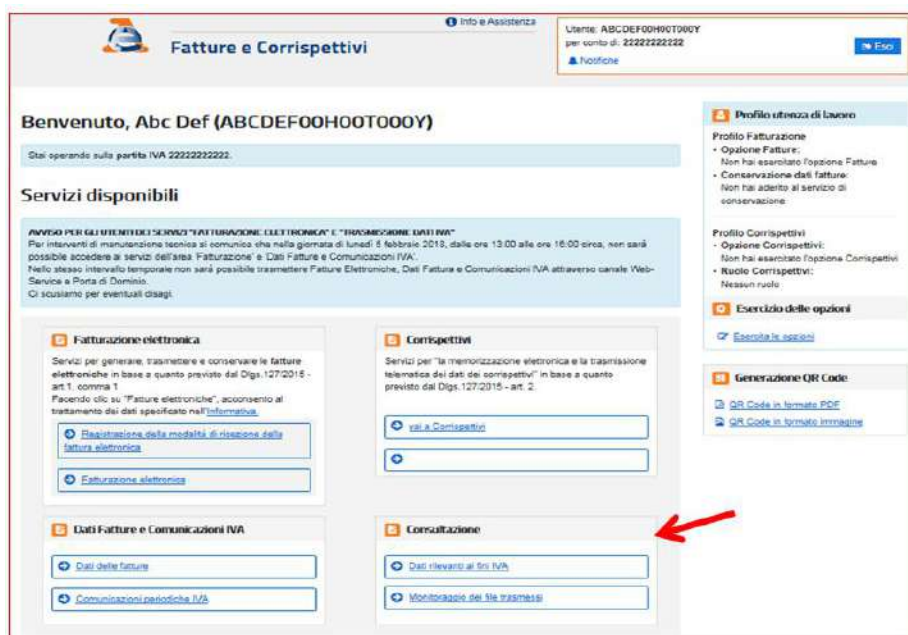 Info e Assistenza
Fatture e Corrispettivi
Utente: ABCDEF00H00T000Y
per conto di: 22222222222
Notifiche
Esci
Benvenuto, Abc Def (ABCDEF00H00T000Y)
Stai operando sulla partita IVA 22222222222.
Servizi disponibili
AVVISO PER GLI UTENTI DEI SERVIZI "FATTURAZIONE ELETTRONICA" E "TRASMISSIONE DATI IVA"
Per interventi di manutenzione tecnica si comunica che nella giornata di lunedì 5 febbraio 2018, dalle ore 13:00 alle ore 16:00 circa, non sarà
possibile accedere ai servizi dell'area 'Fatturazione' e 'Dati Fatture e Comunicazioni IVA'.
Nello stesso intervallo temporale non sarà possibile trasmettere Fatture Elettroniche, Dati Fattura e Comunicazioni IVA attraverso canale Web-
Service e Porta di Dominio.
Ci scusiamo per eventuali disagi.
Fatturazione elettronica
Servizi per generare, trasmettere e conservare le fatture
elettroniche in base a quanto previsto dal Dlgs.127/2015 -
art.1, comma 1
Facendo clic su "Fatture elettroniche", acconsento al
trattamento dei dati specificato nell'Informativa.
Registrazione della modalità di ricezione della
fattura elettronica
Fatturazione elettronica
Corrispettivi
Servizi per "la memorizzazione elettronica e la trasmissione
telematica dei dati dei corrispettivi" in base a quanto
previsto dal Dlgs.127/2015 - art. 2.
vai a Corrispettivi
Dati Fatture e Comunicazioni IVA
Dati delle fatture
Comunicazioni periodiche IVA
Consultazione
Dati rilevanti ai fini IVA
Monitoraggio dei file trasmessi
Profilo utenza di lavoro
Profilo Fatturazione
• Opzione Fatture:
Non hai esercitato l'opzione Fatture
• Conservazione dati fatture:
Non hai aderito al servizio di
conservazione
Profilo Corrispettivi
• Opzione Corrispettivi:
Non hai esercitato l'opzione Corrispettivi
• Ruolo Corrispettivi:
Nessun ruolo
Esercizio delle opzioni
Esercita le opzioni
Generazione QR Code
QR Code in formato PDF
QR Code in formato immagine